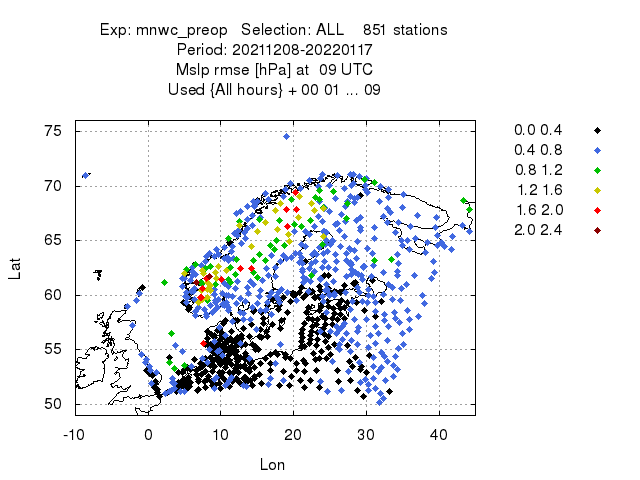 Exp: mnwc_preop   Selection: ALL    851 stations
Period: 20211208-20220117
Mslp rmse [hPa] at  09 UTC
Used {All hours} + 00 01 ... 09
75
70
65
60
55
50
Lat
-10 0 10 20 30 40
Lon
0.0 0.4
0.4 0.8
0.8 1.2
1.2 1.6
1.6 2.0
2.0 2.4